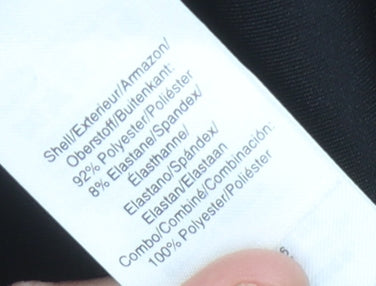 Shell/Exterieur/Armazon/
Oberstoff/Buitenkant:
92% Polyester/Poliéster
8% Elastane/Spandex/
Élasthanne/
Elastano/Spándex/
Elastan/Elastaan
Combo/Combiné/Combinación:
100% Polyester/Poliéster